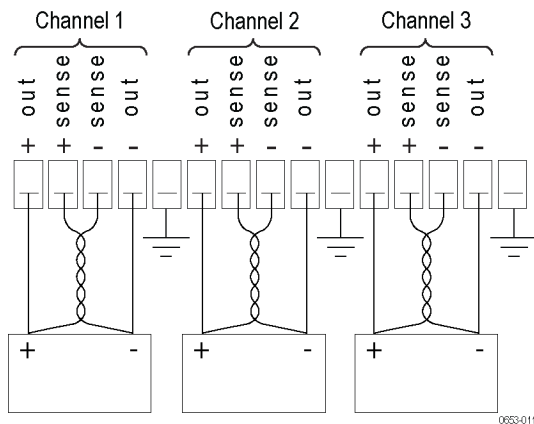 Channel 1 Channel 2 Channel 3
+ out + sense - sense - out + out + sense - sense - out + out + sense - sense - out
+ - + - + -
0653-011